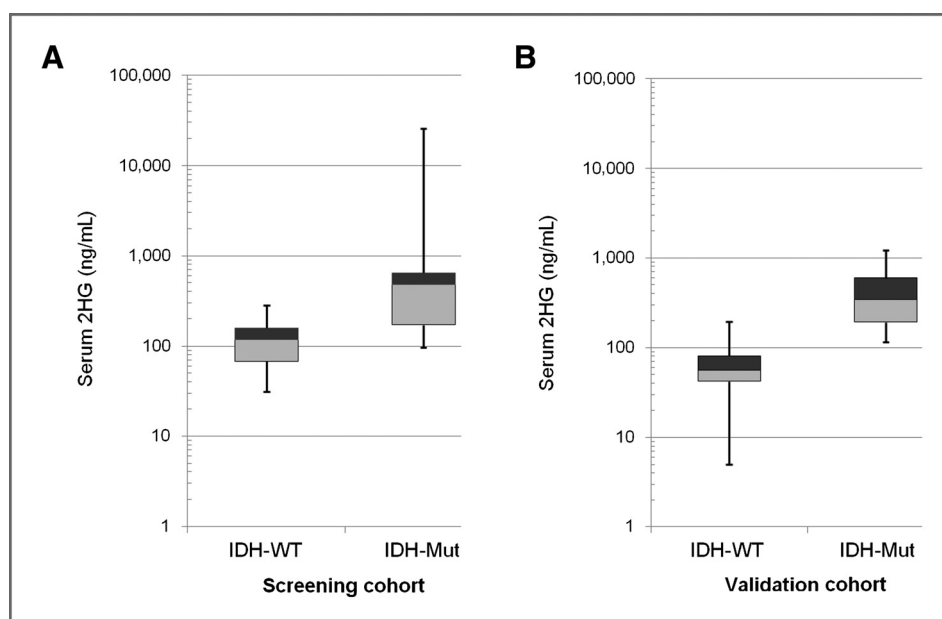 A
Serum 2HG (ng/mL)
100,000
10,000
1,000
100
10
1
IDH-WT IDH-Mut
Screening cohort
B
Serum 2HG (ng/mL)
100,000
10,000
1,000
100
10
1
IDH-WT IDH-Mut
Validation cohort